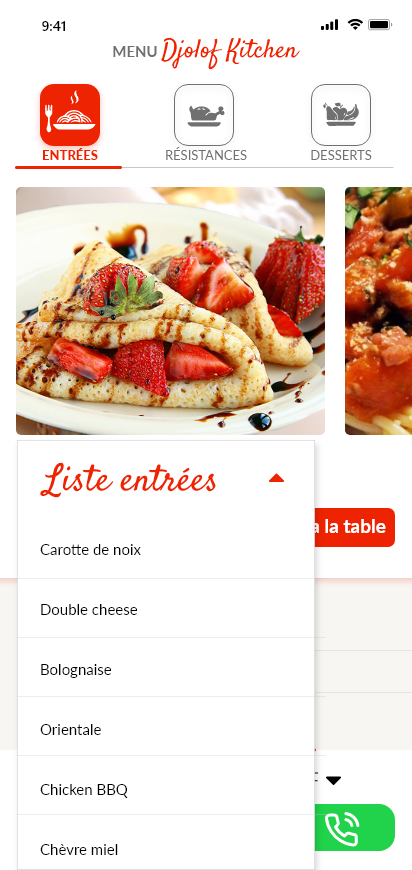 9:41
MENU Djolof Kitchen
ENTRÉES
RÉSISTANCES
DESSERTS
Liste entrées
a la table
Carotte de noix
Double cheese
Bolognaise
Orientale
Chicken BBQ
Chèvre miel